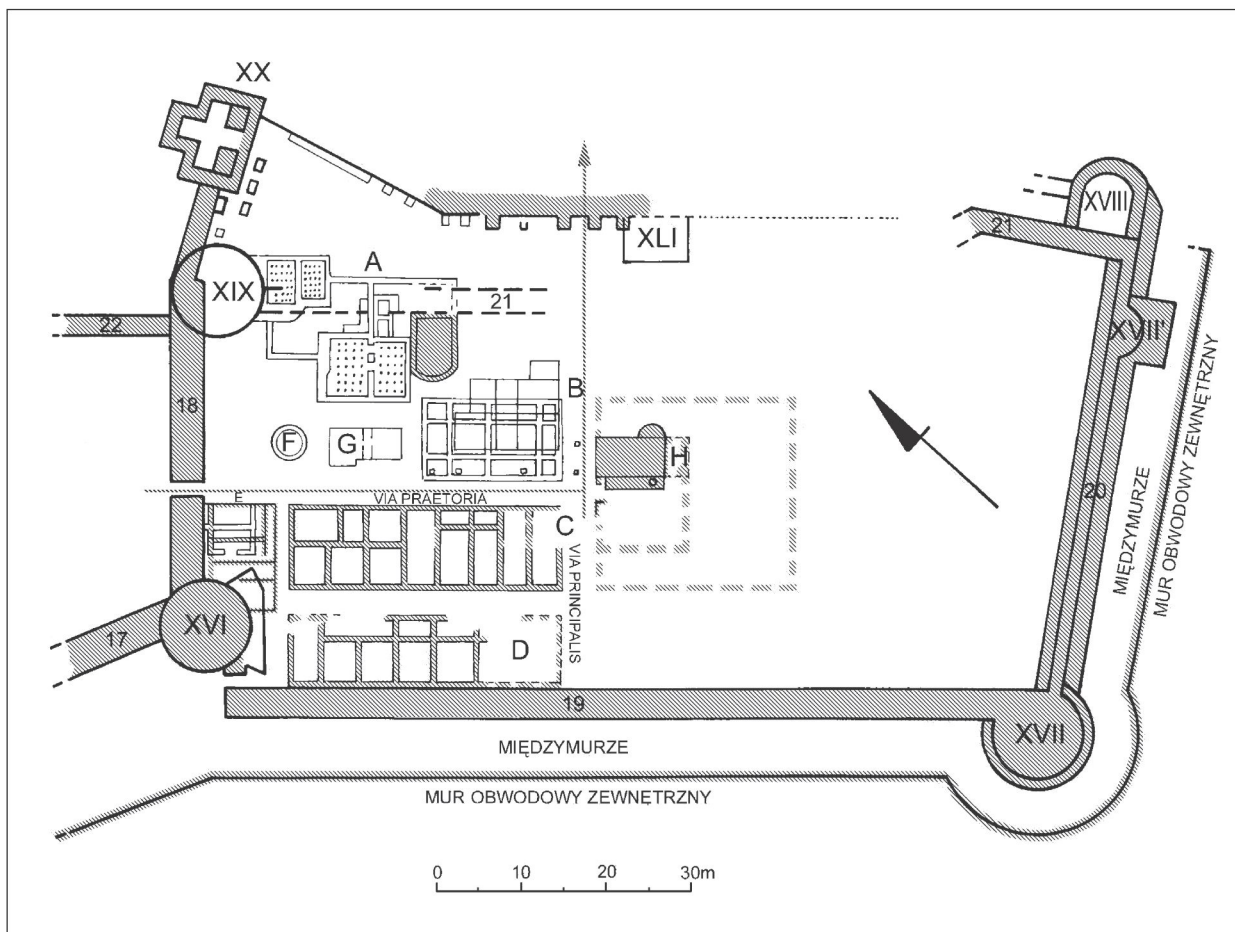 XX
XVIII
21
XLI
A
XIX
21
22
XVII'
B
18
F
G
H
E
VIA PRAETORIA
C
VIA PRINCIPALIS
20
MIĘDZYMURZE
MUR OBWODOWY ZEWNĘTRZNY
XVI
17
D
19
XVII
MIĘDZYMURZE
MUR OBWODOWY ZEWNĘTRZNY
0 10 20 30m